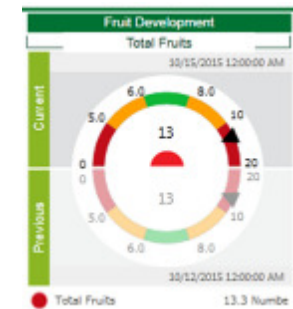 Fruit Development
Total Fruits
10/15/2015 12:00:00 AM
Current
6.0 8.0
5.0 10
13
0 20
0 20
13
5.0 10
6.0 8.0
Previous
10/12/2015 12:00:00 AM
Total Fruits 13.3 Numbe